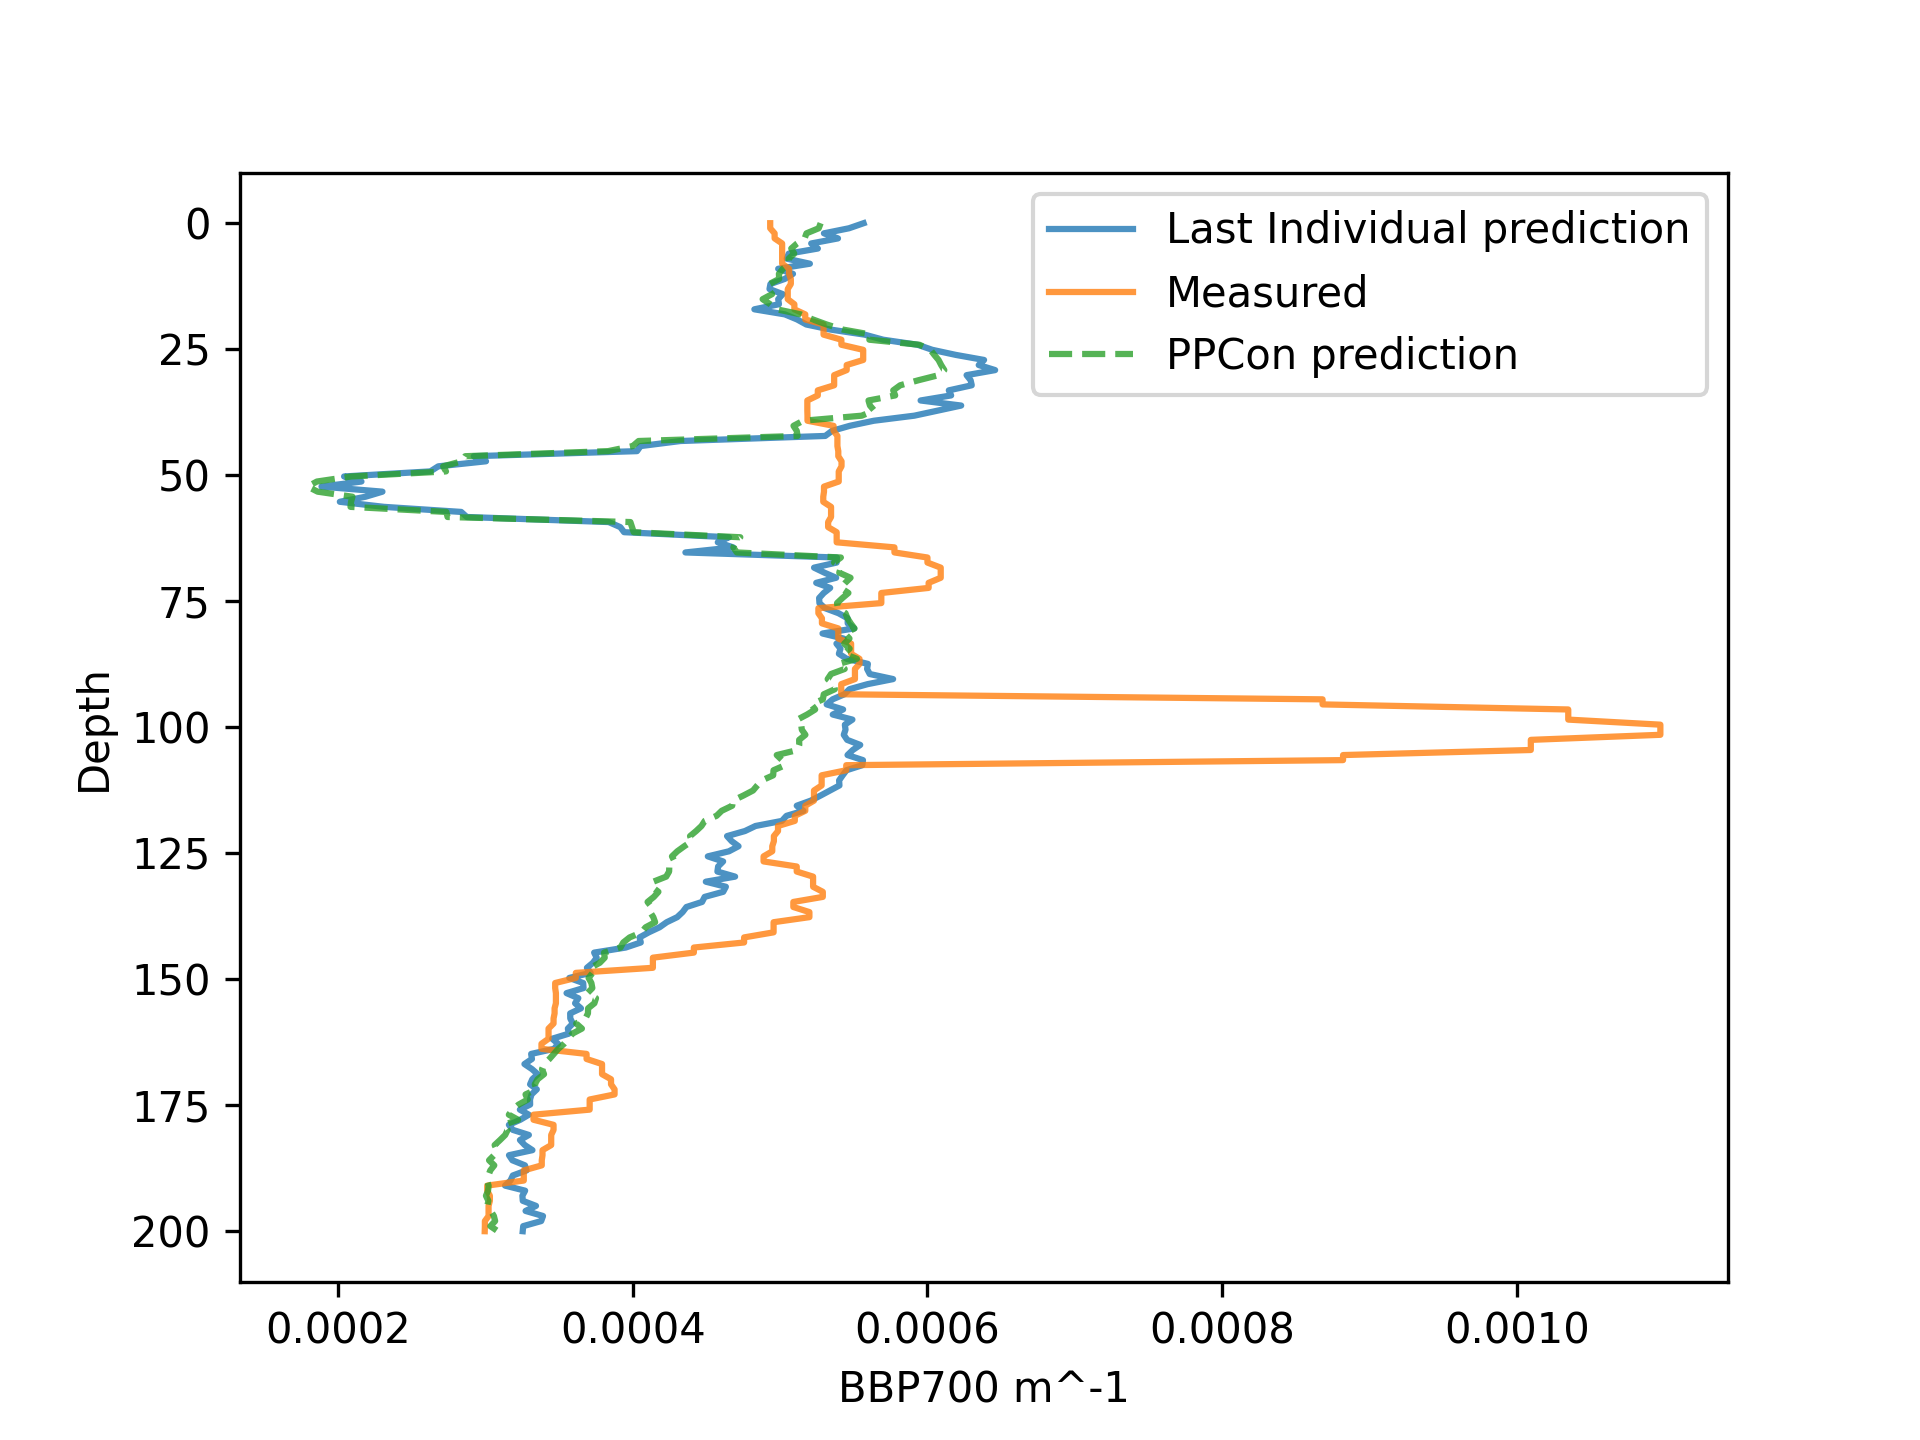 Last Individual prediction
Measured
PPCon prediction
0
25
50
75
100
125
150
175
200
Depth
0.0002 0.0004 0.0006 0.0008 0.0010
BBP700 m^-1